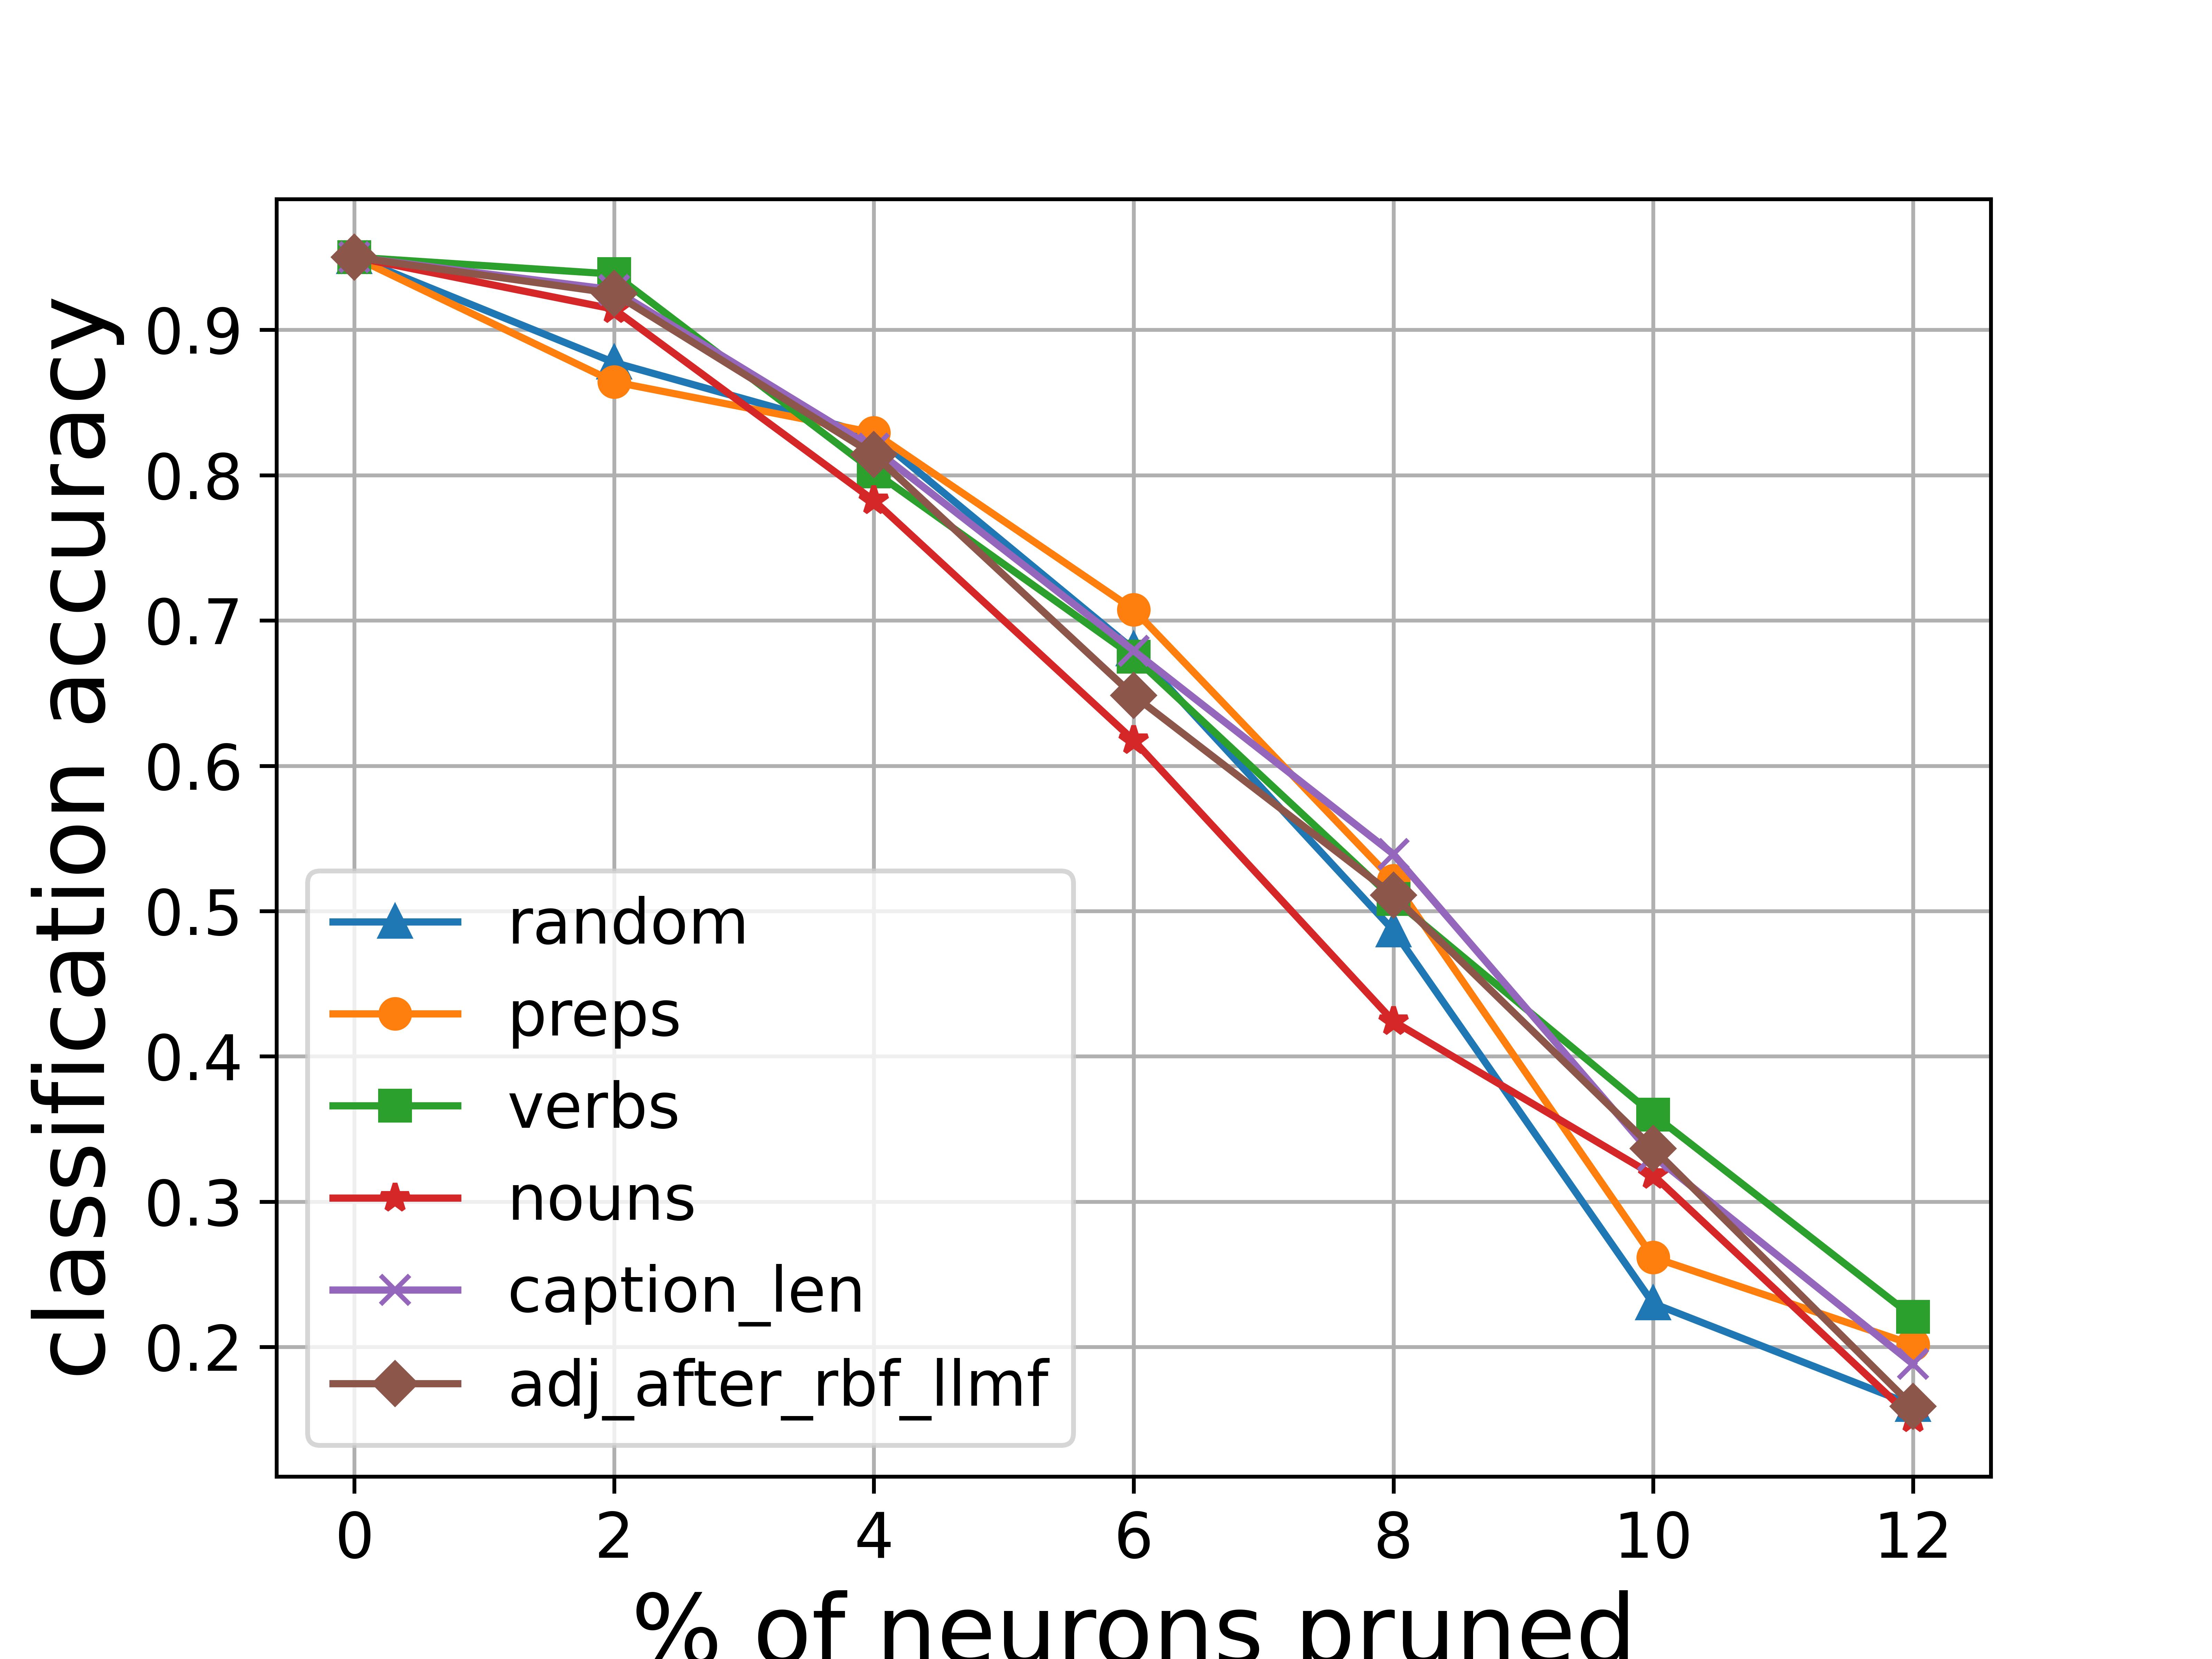 classification accuracy
0.9
0.8
0.7
0.6
0.5
0.4
0.3
0.2
random
preps
verbs
nouns
caption_len
adj_after_rbf_llmf
0 2 4 6 8 10 12
% of neurons pruned